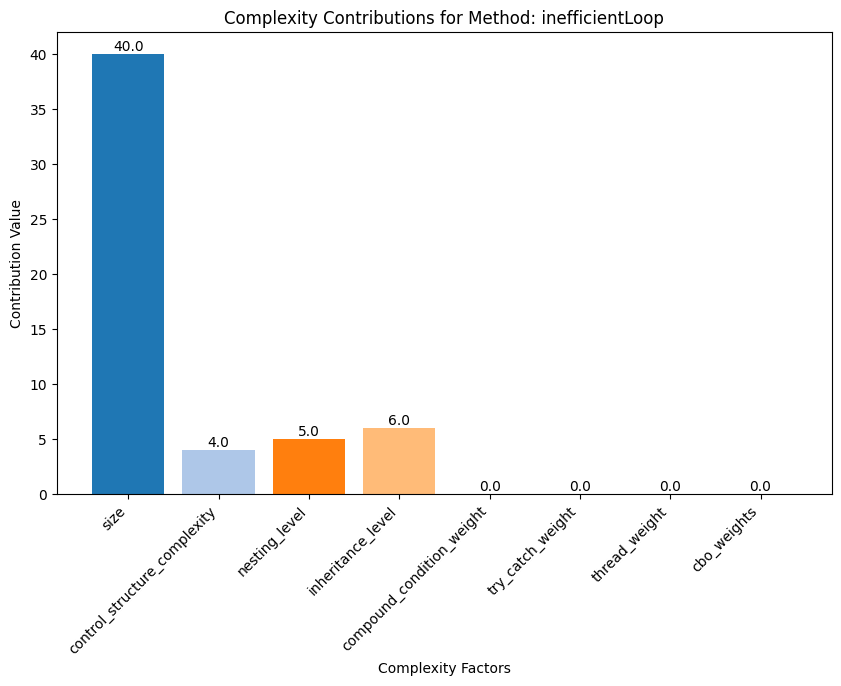 Complexity Contributions for Method: inefficientLoop
40.0
4.0
5.0
6.0
0.0
0.0
0.0
0.0
40
35
30
25
20
15
10
5
0
Contribution Value
size
control_structure_complexity
nesting_level
inheritance_level
compound_condition_weight
try_catch_weight
thread_weight
cbo_weights
Complexity Factors